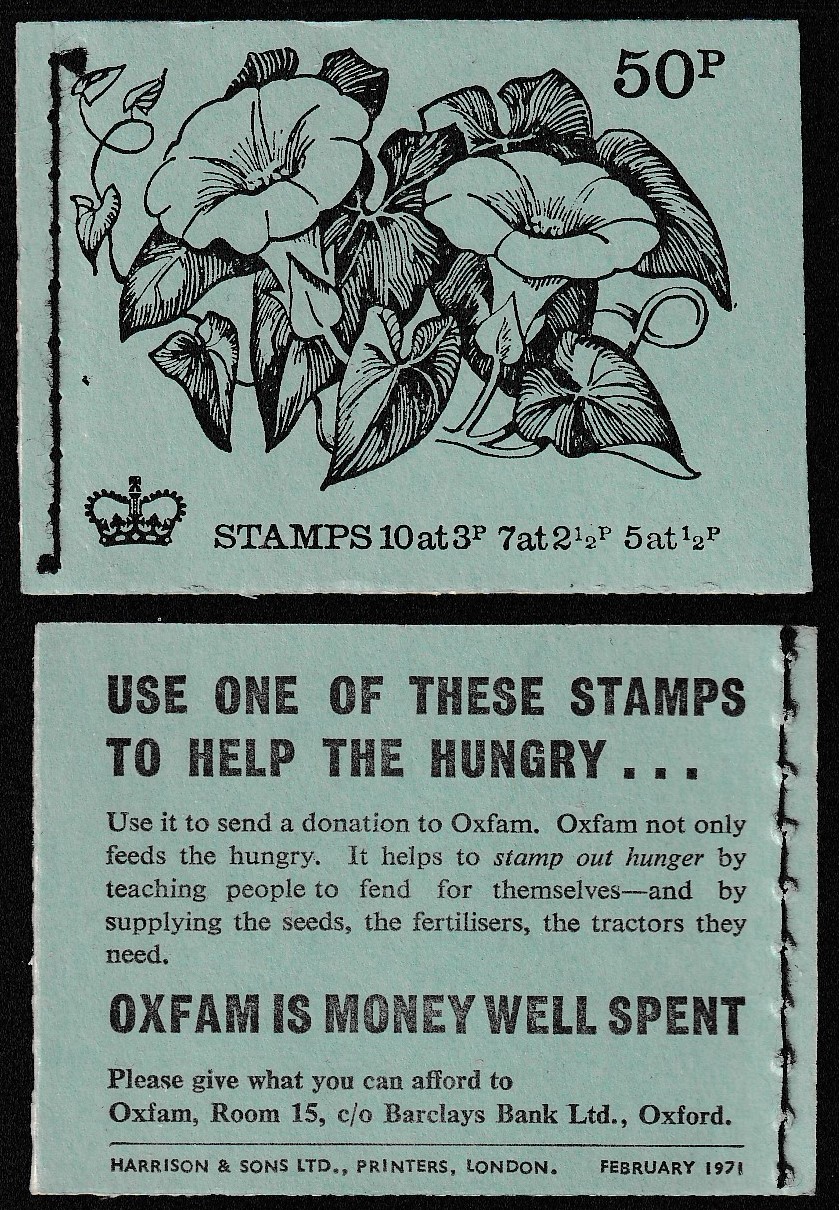 50P
STAMPS 10 at 3P 7 at 2½P 5 at ½P
USE ONE OF THESE STAMPS
TO HELP THE HUNGRY . . .
Use it to send a donation to Oxfam. Oxfam not only
feeds the hungry. It helps to stamp out hunger by
teaching people to fend for themselves—and by
supplying the seeds, the fertilisers, the tractors they
need.
OXFAM IS MONEY WELL SPENT
Please give what you can afford to
Oxfam, Room 15, c/o Barclays Bank Ltd., Oxford.
HARRISON & SONS LTD., PRINTERS, LONDON. FEBRUARY 1971